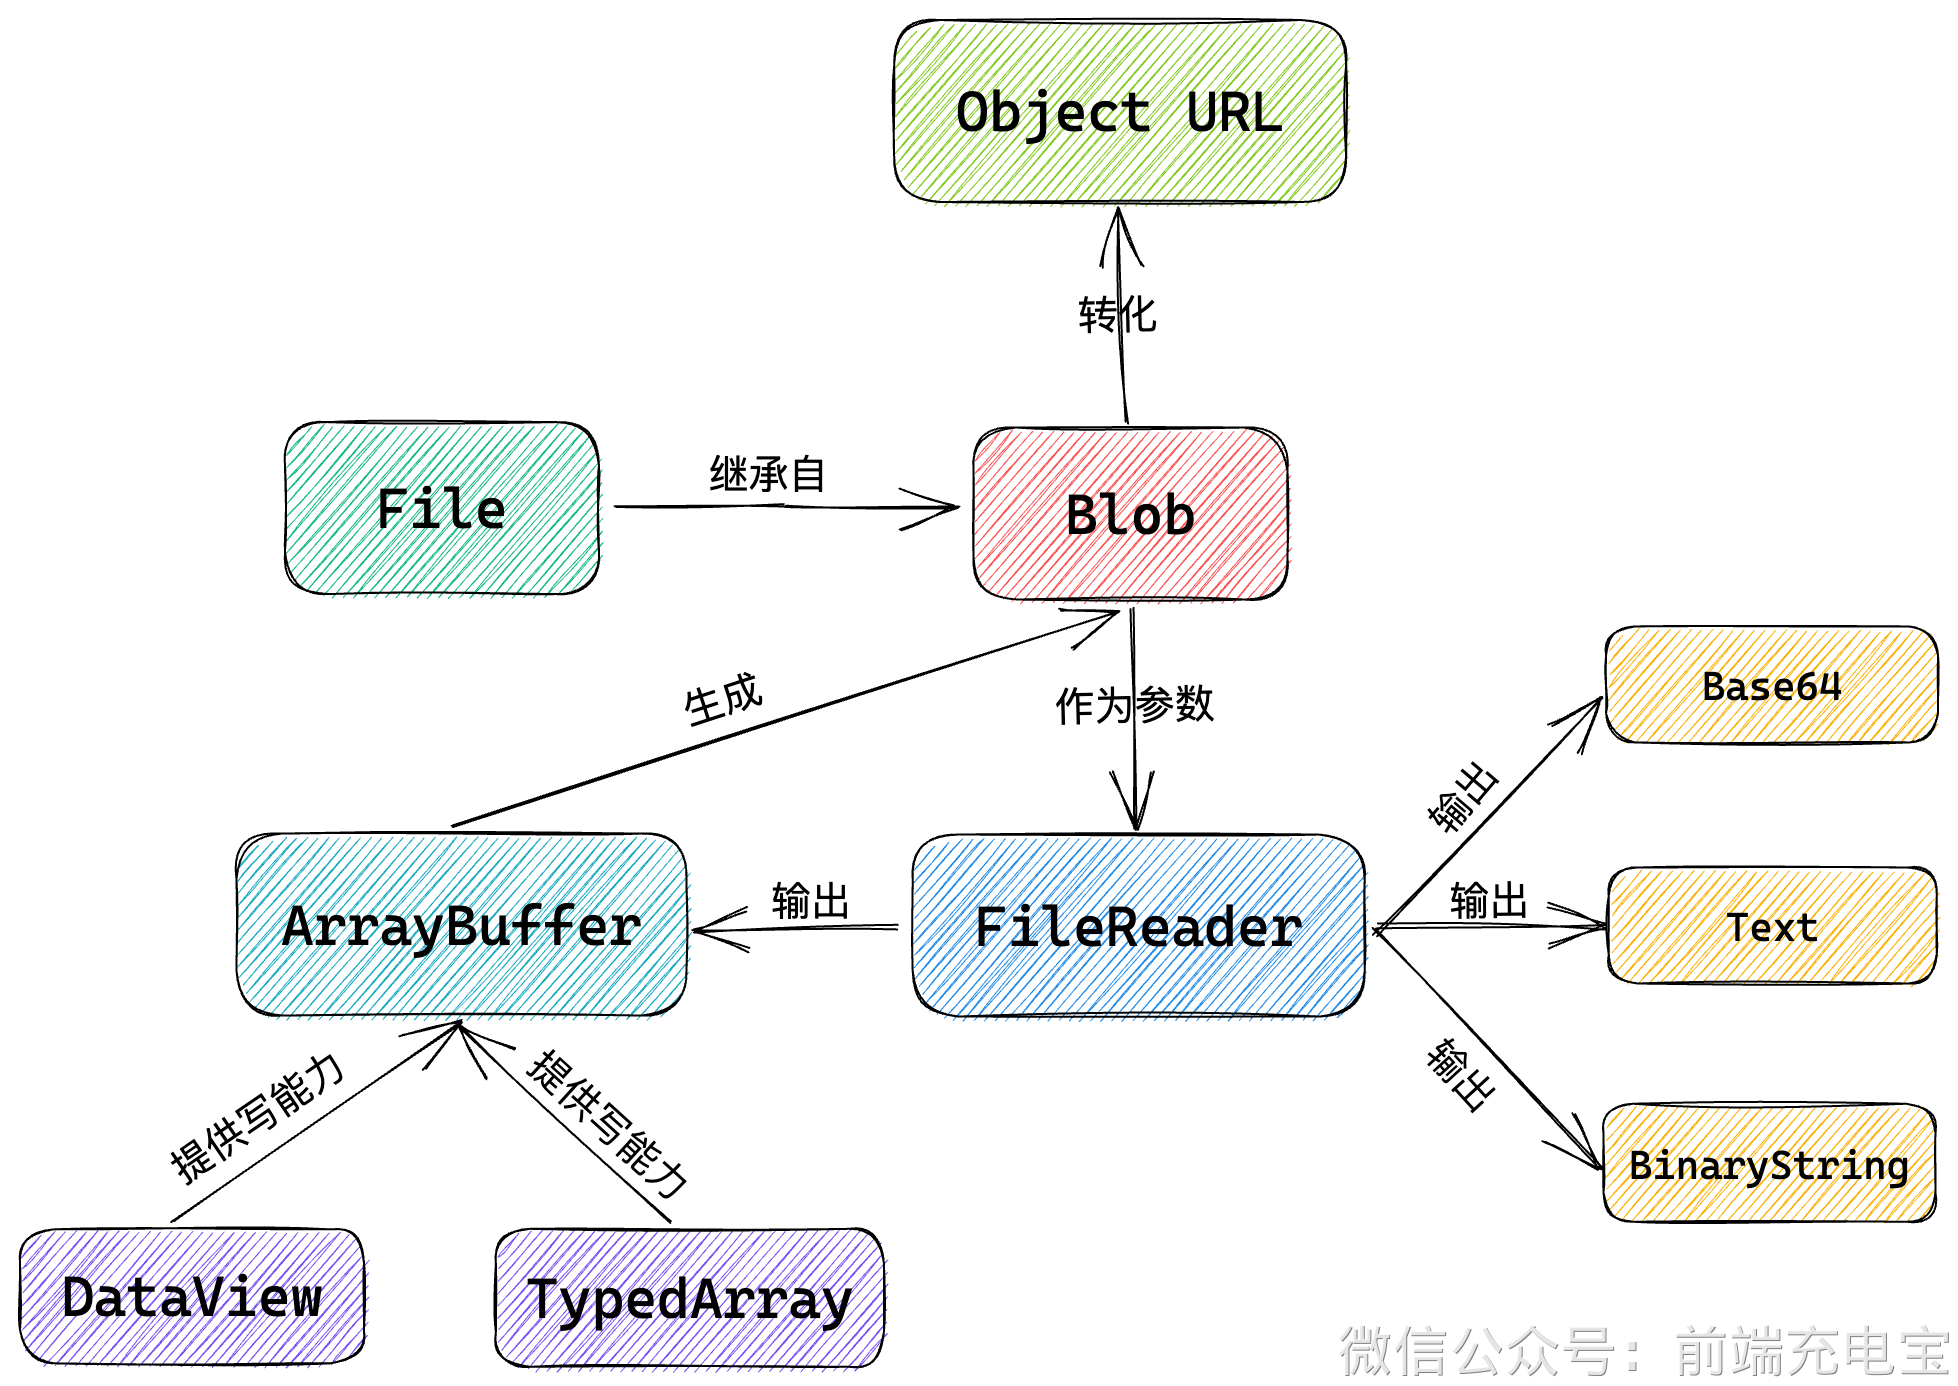 Object URL
转化
File
继承自
Blob
生成
作为参数
Base64
输出
ArrayBuffer
输出
FileReader
输出
Text
提供写能力
提供写能力
输出
BinaryString
DataView
TypedArray
微信公众号：前端充电宝